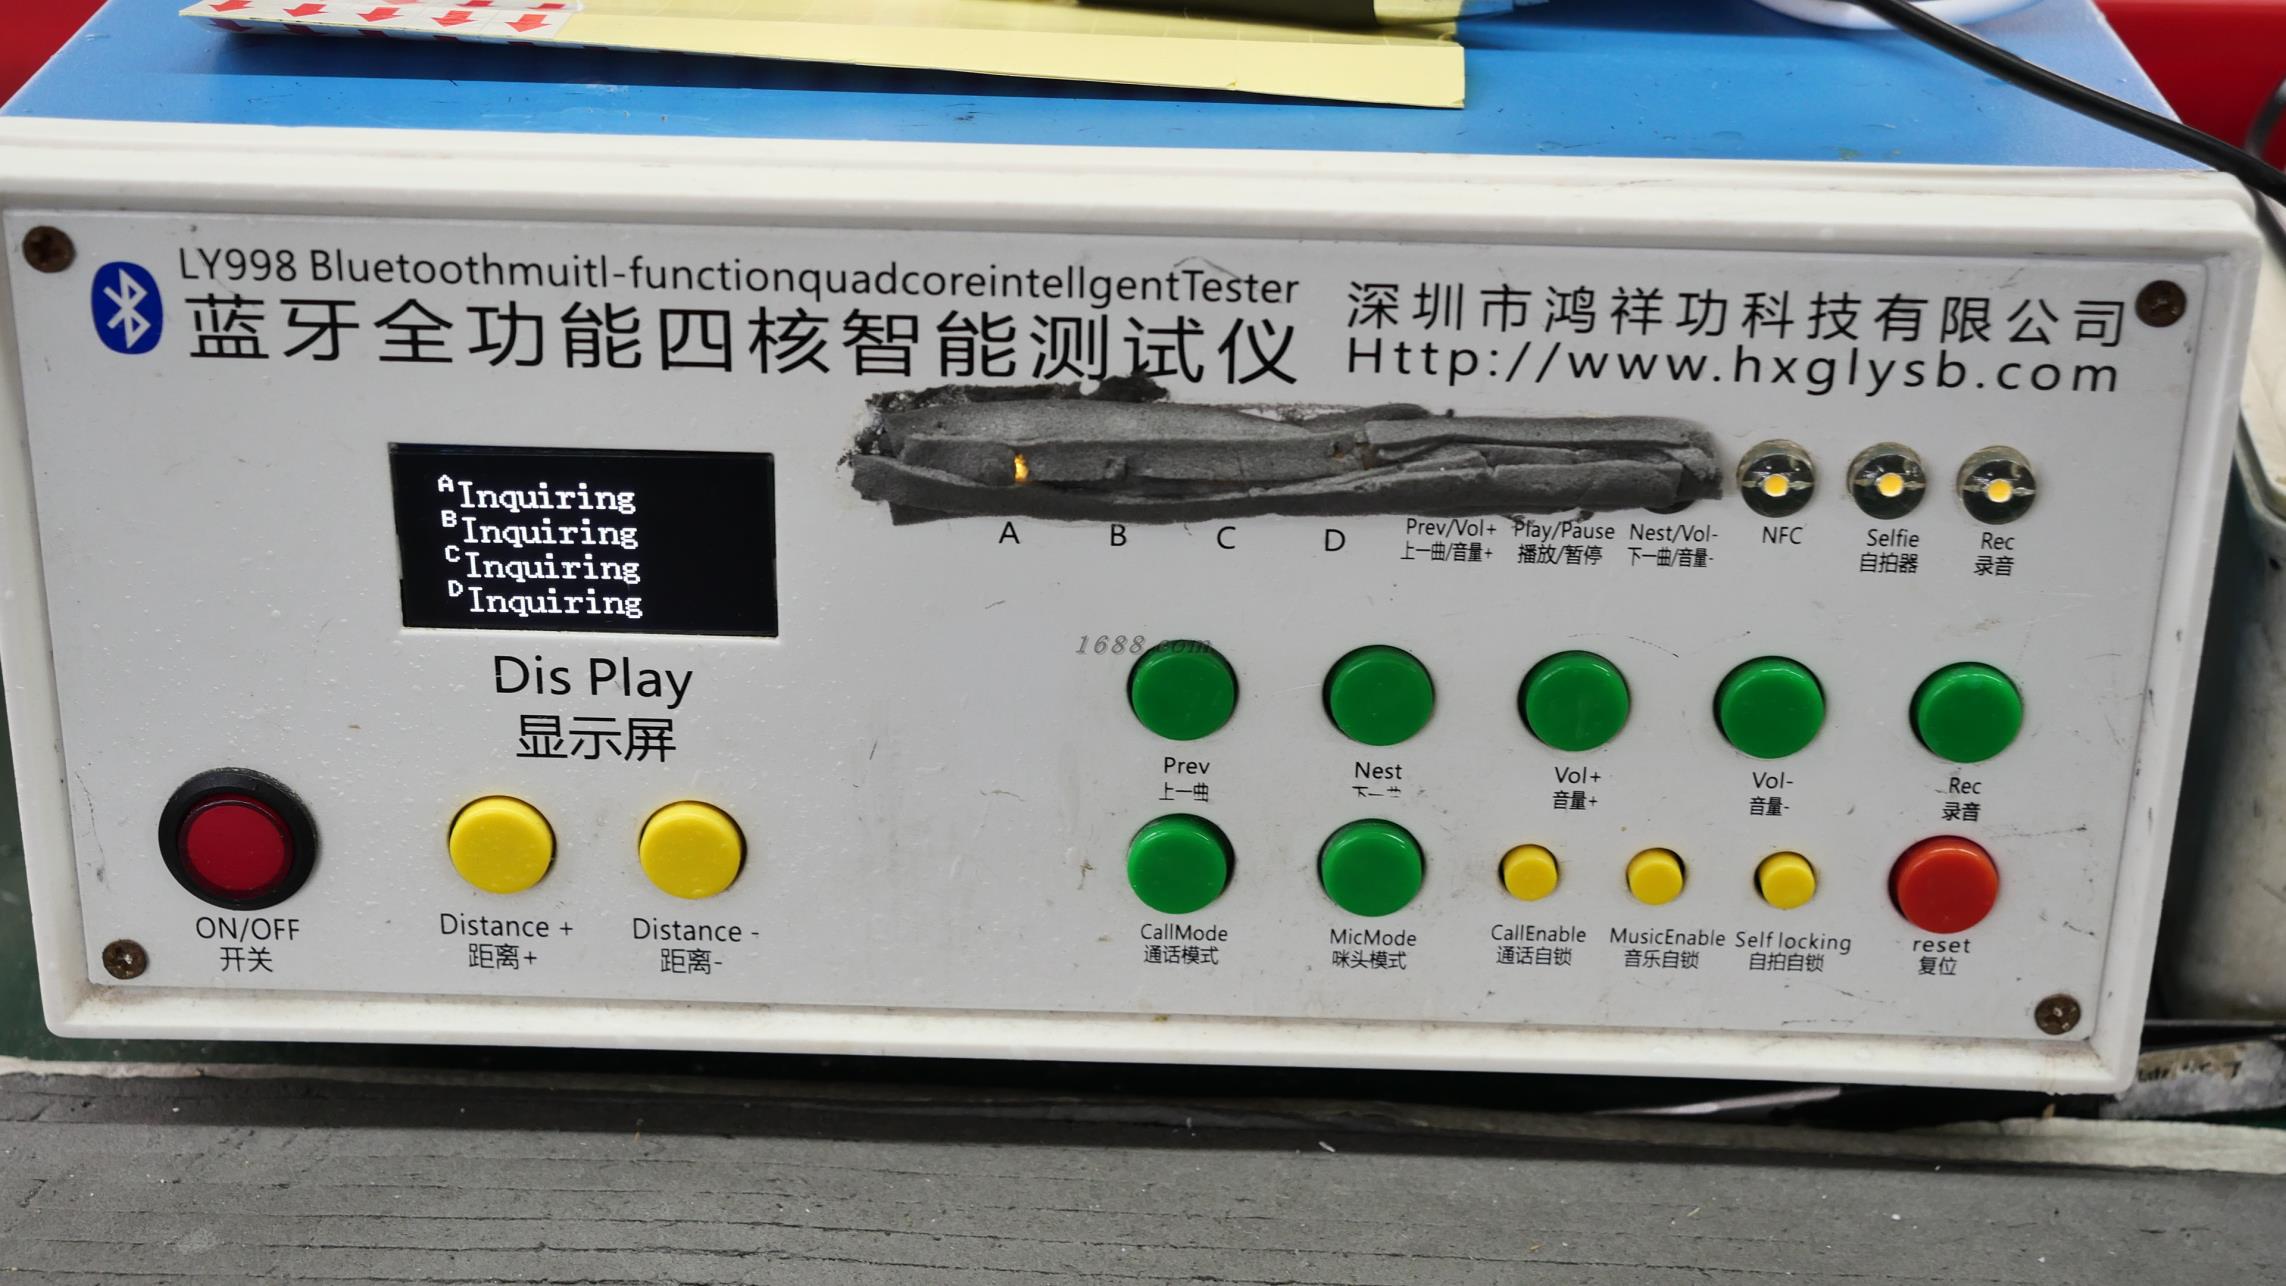 LY998 Bluetoothmuitl-functionquadcoreintellgentTester
蓝牙全功能四核智能测试仪
深圳市鸿祥功科技有限公司
Http://www.hxglysb.com
A Inquiring
B Inquiring
C Inquiring
D Inquiring
Dis Play
显示屏
A B C D
Prev/Vol+
上一曲/音量+
Play/Pause
播放/暂停
Nest/Vol-
下一曲/音量-
NFC
Selfie
自拍器
Rec
录音
1688.com
Prev
上一曲
Nest
下一曲
Vol+
音量+
Vol-
音量-
Rec
录音
ON/OFF
开关
Distance +
距离+
Distance -
距离-
CallMode
通话模式
MicMode
咪头模式
CallEnable
通话自锁
MusicEnable
音乐自锁
Self locking
自拍自锁
reset
复位